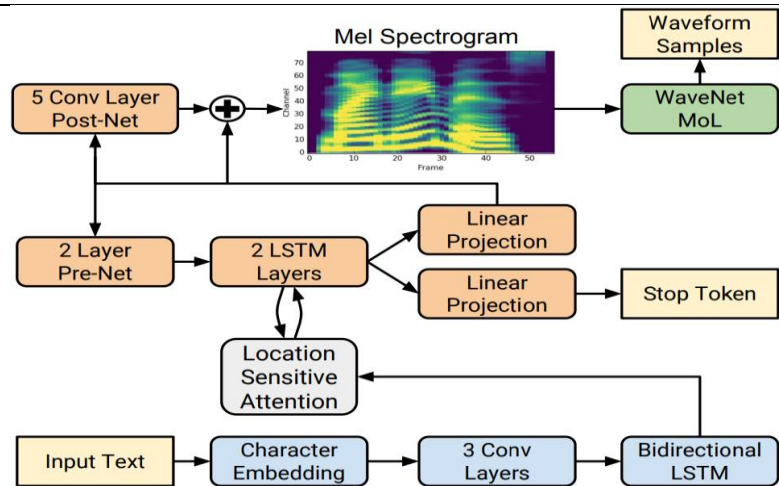 Mel Spectrogram
Waveform
Samples
5 Conv Layer
Post-Net
WaveNet
MoL
Channel
70
60
50
40
30
20
10
0
0 10 20 30 40 50
Frame
2 Layer
Pre-Net
2 LSTM
Layers
Linear
Projection
Linear
Projection
Stop Token
Location
Sensitive
Attention
Input Text
Character
Embedding
3 Conv
Layers
Bidirectional
LSTM